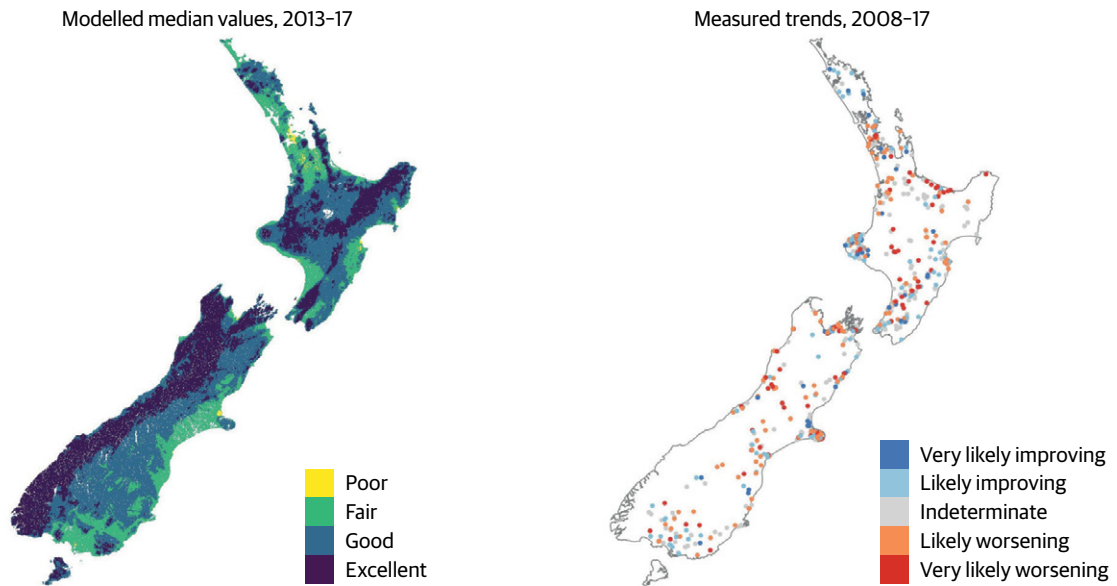 Modelled median values, 2013–17
Poor
Fair
Good
Excellent
Measured trends, 2008–17
Very likely improving
Likely improving
Indeterminate
Likely worsening
Very likely worsening